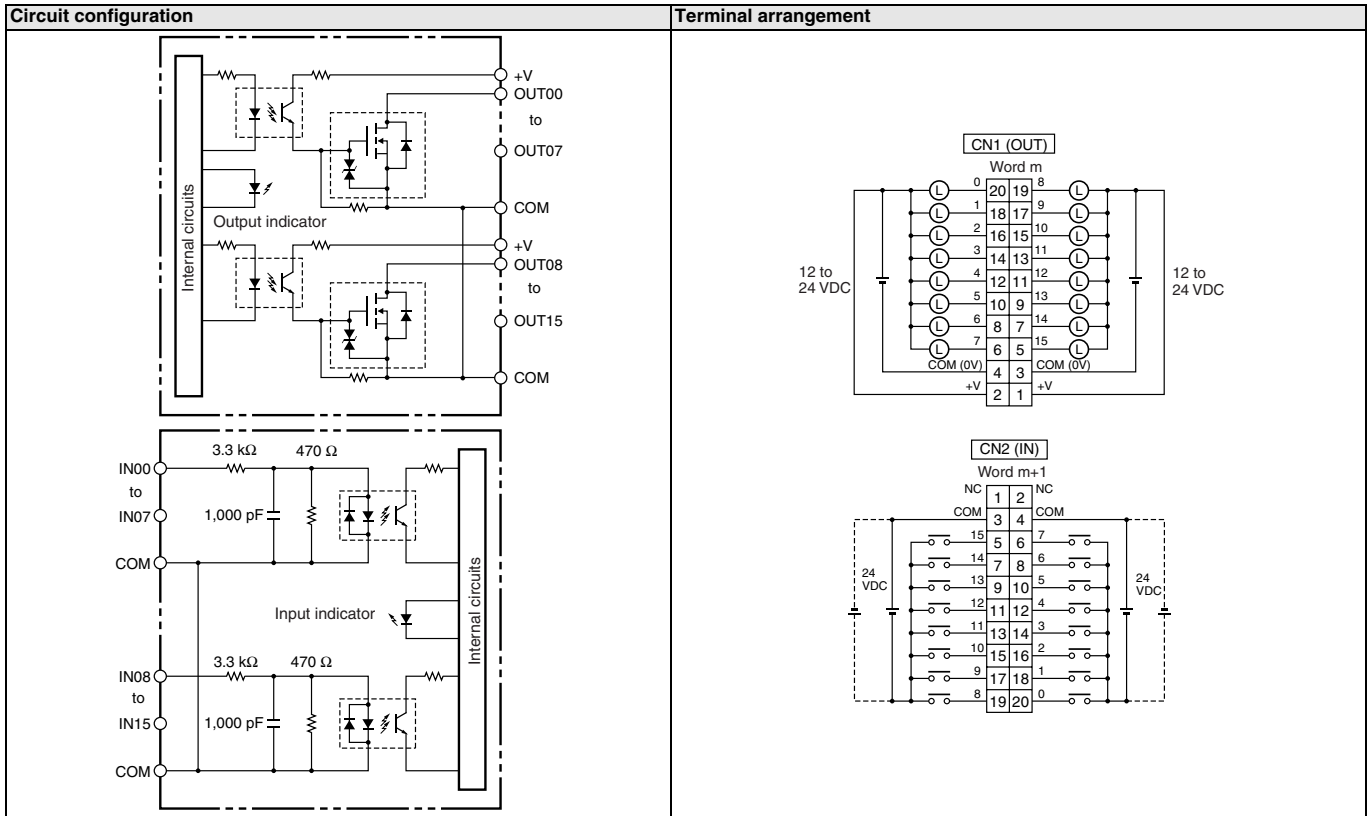 Circuit configuration
Terminal arrangement
Internal circuits
+V
OUT00
to
OUT07
COM
Output indicator
+V
OUT08
to
OUT15
COM
3.3 kΩ 470 Ω
IN00
to
IN07
1,000 pF
COM
Input indicator
Internal circuits
3.3 kΩ 470 Ω
IN08
to
IN15
1,000 pF
COM
CN1 (OUT)
Word m
0 20 19 8
L L
1 18 17 9
L L
2 16 15 10
L L
3 14 13 11
L L
4 12 11 12
L L
5 10 9 13
L L
6 8 7 14
L L
7 6 5 15
L L
COM (0V) 4 3 COM (0V)
+V 2 1 +V
12 to
24 VDC
12 to
24 VDC
CN2 (IN)
Word m+1
NC 1 2 NC
COM 3 4 COM
15 5 6 7
14 7 8 6
13 9 10 5
12 11 12 4
11 13 14 3
10 15 16 2
9 17 18 1
8 19 20 0
24
VDC
24
VDC